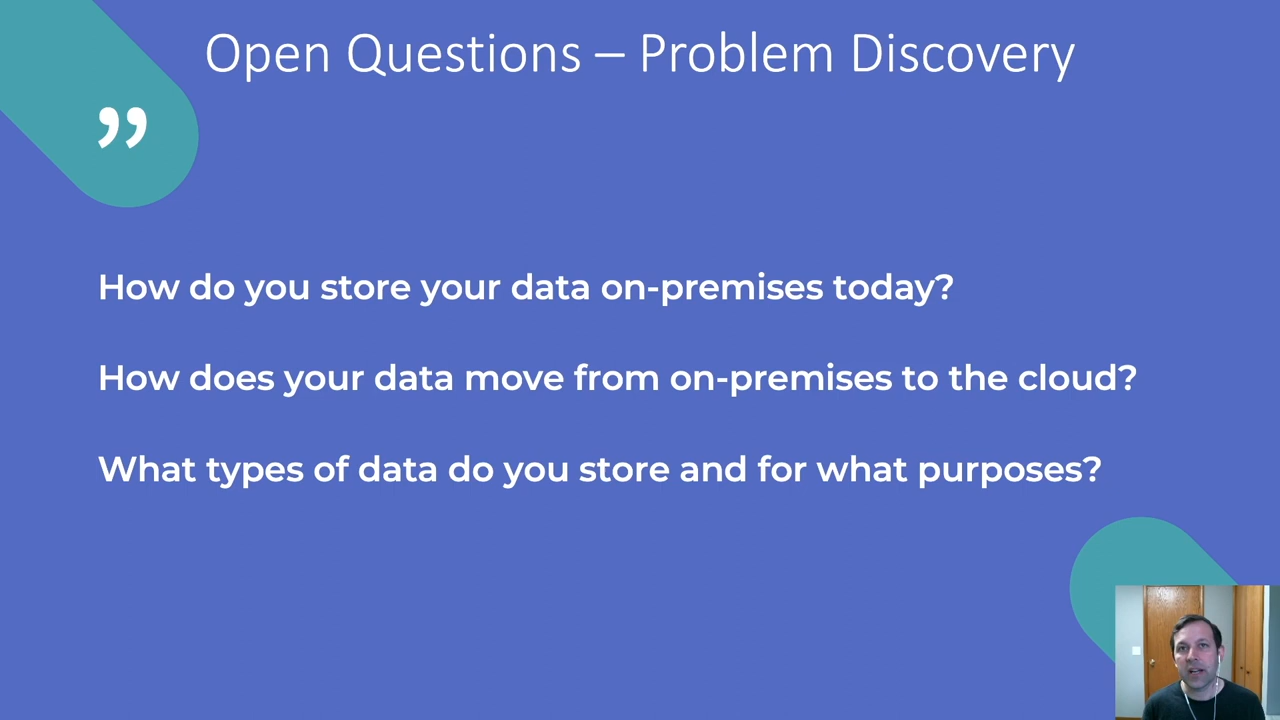 Open Questions – Problem Discovery
”
How do you store your data on-premises today?
How does your data move from on-premises to the cloud?
What types of data do you store and for what purposes?